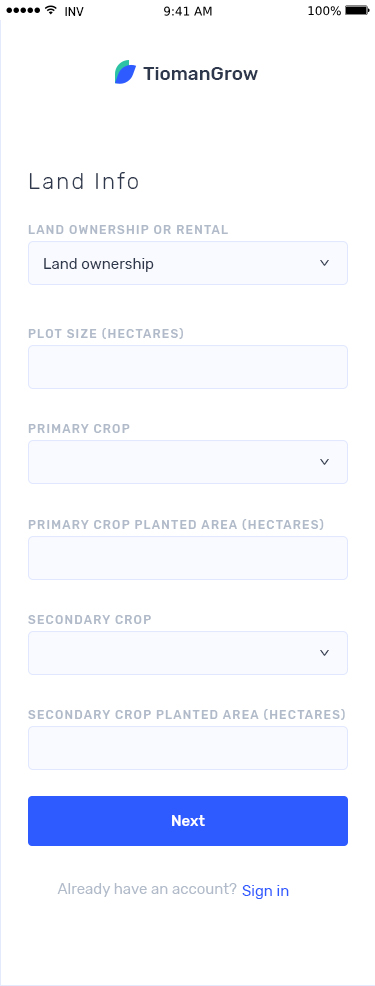 INV 9:41 AM 100%
TiomanGrow
Land Info
LAND OWNERSHIP OR RENTAL
Land ownership
PLOT SIZE (HECTARES)
PRIMARY CROP
PRIMARY CROP PLANTED AREA (HECTARES)
SECONDARY CROP
SECONDARY CROP PLANTED AREA (HECTARES)
Next
Already have an account? Sign in